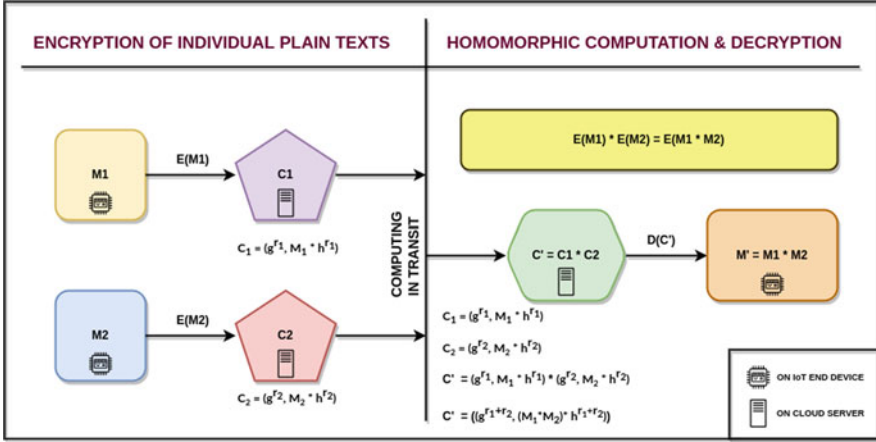 ENCRYPTION OF INDIVIDUAL PLAIN TEXTS
HOMOMORPHIC COMPUTATION & DECRYPTION
M1
E(M1)
C1
C₁ = (g^r₁, M₁ * h^r₁)
M2
E(M2)
C2
C₂ = (g^r₂, M₂ * h^r₂)
COMPUTING
IN TRANSIT
E(M1) * E(M2) = E(M1 * M2)
C' = C1 * C2
D(C')
M' = M1 * M2
C₁ = (g^r₁, M₁ * h^r₁)
C₂ = (g^r₂, M₂ * h^r₂)
C' = (g^r₁, M₁ * h^r₁) * (g^r₂, M₂ * h^r₂)
C' = ((g^r₁+r₂, (M₁*M₂)* h^r₁+r₂))
ON IoT END DEVICE
ON CLOUD SERVER